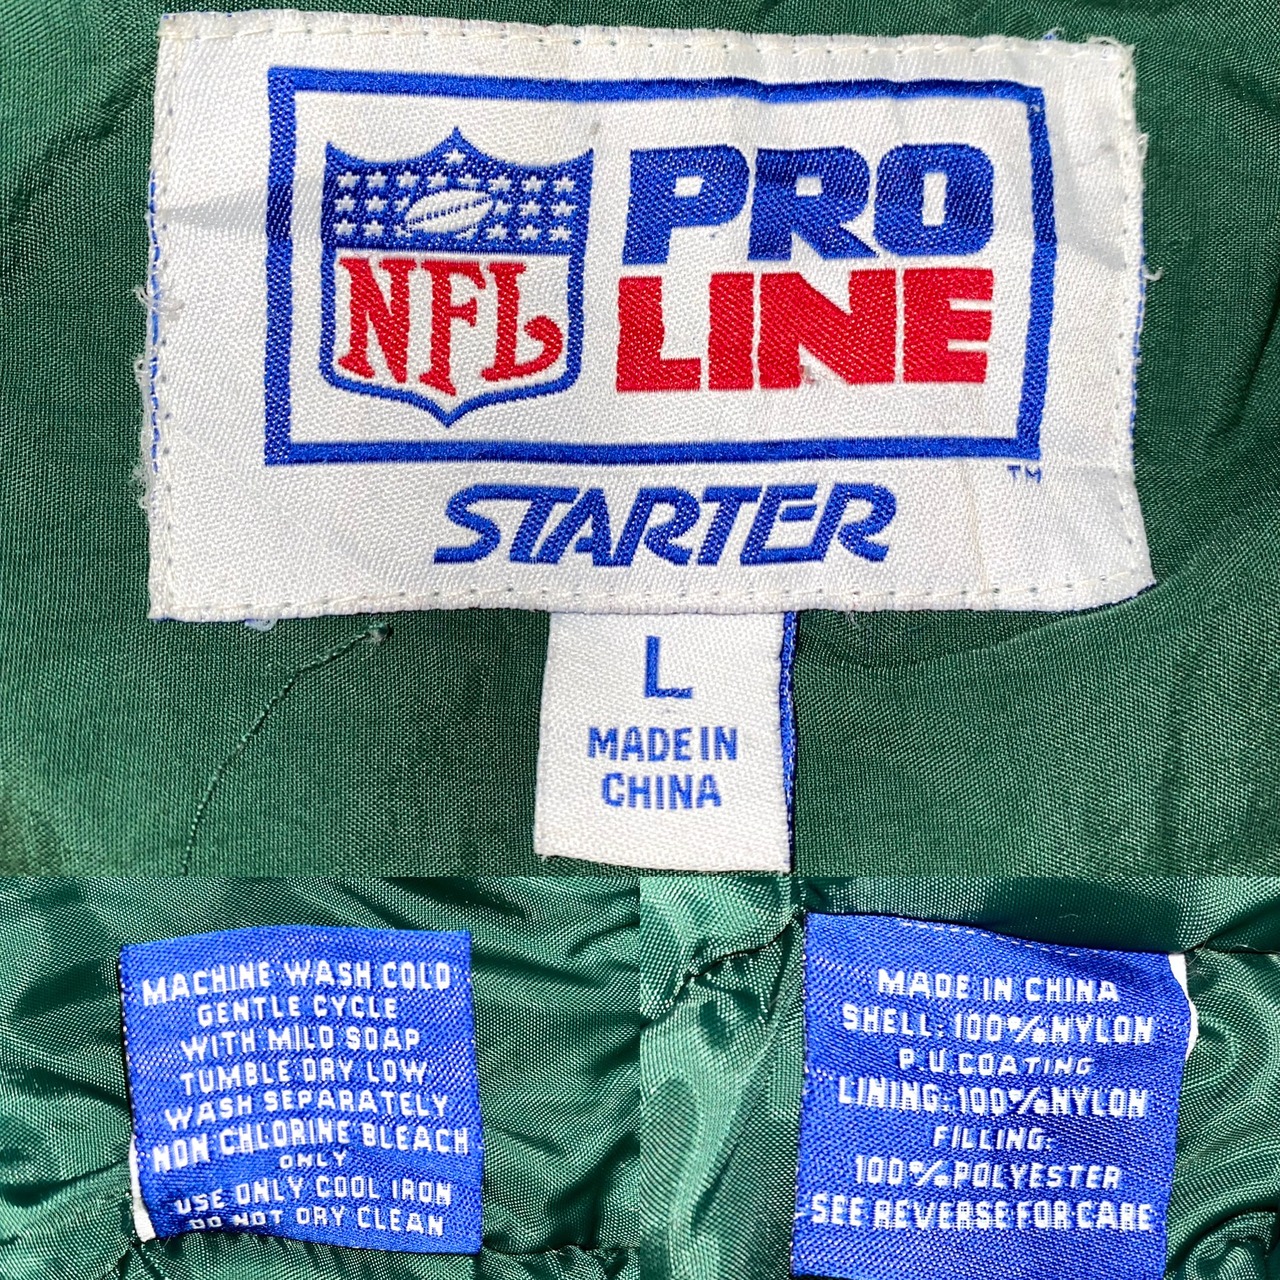 NFL
PRO
LINE
TM
STARTER
L
MADE IN
CHINA
MACHINE WASH COLD
GENTLE CYCLE
WITH MILD SOAP
TUMBLE DRY LOW
WASH SEPARATELY
NON CHLORINE BLEACH
ONLY
USE ONLY COOL IRON
DO NOT DRY CLEAN
MADE IN CHINA
SHELL: 100% NYLON
P.U. COATING
LINING: 100% NYLON
FILLING:
100% POLYESTER
SEE REVERSE FOR CARE